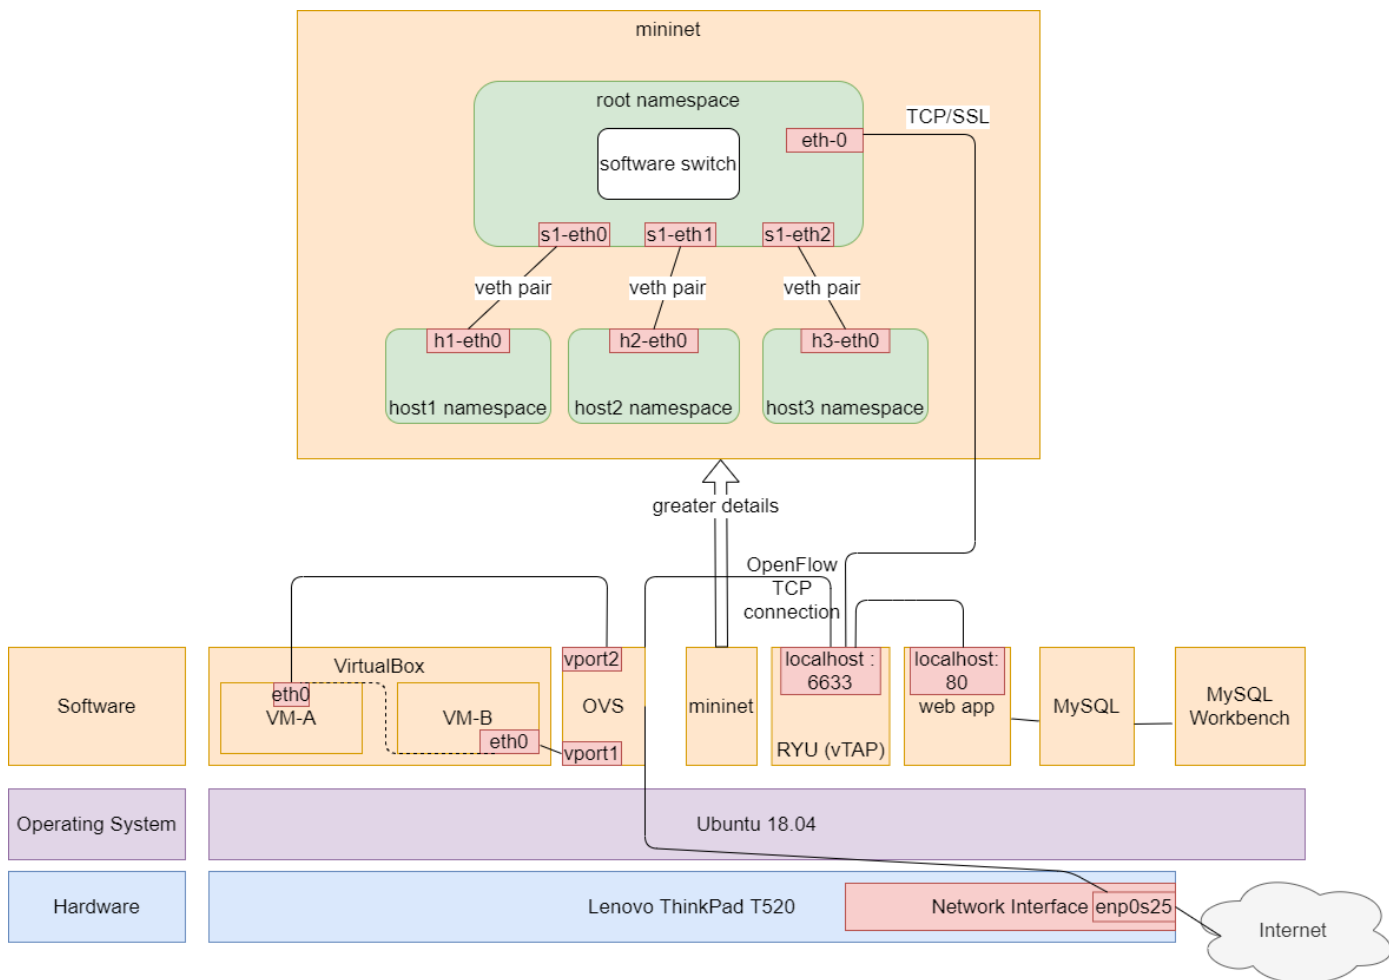 mininet
root namespace
TCP/SSL
eth-0
software switch
s1-eth0
s1-eth1
s1-eth2
veth pair
veth pair
veth pair
h1-eth0
h2-eth0
h3-eth0
host1 namespace
host2 namespace
host3 namespace
greater details
OpenFlow
TCP
connection
Software
VirtualBox
eth0
VM-A
VM-B
eth0
vport2
OVS
vport1
mininet
localhost :
6633
RYU (vTAP)
localhost:
80
web app
MySQL
MySQL
Workbench
Operating System
Ubuntu 18.04
Hardware
Lenovo ThinkPad T520
Network Interface
enp0s25
Internet